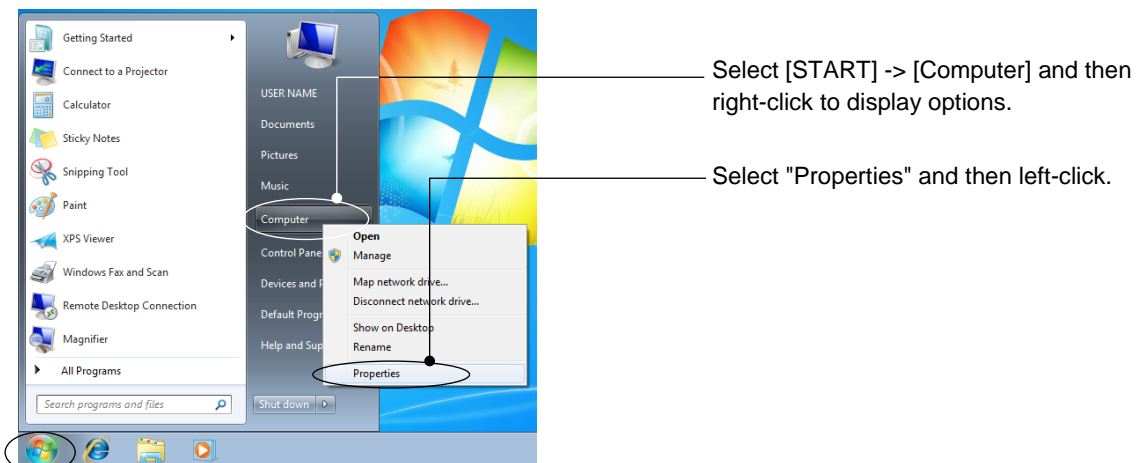 Getting Started
Connect to a Projector
Calculator
Sticky Notes
Snipping Tool
Paint
XPS Viewer
Windows Fax and Scan
Remote Desktop Connection
Magnifier
All Programs
Search programs and files
USER NAME
Documents
Pictures
Music
Computer
Control Pane
Devices and P
Default Progr
Help and Sup
Shut down
Open
Manage
Map network drive...
Disconnect network drive...
Show on Desktop
Rename
Properties
Select [START] -> [Computer] and then
right-click to display options.
Select "Properties" and then left-click.